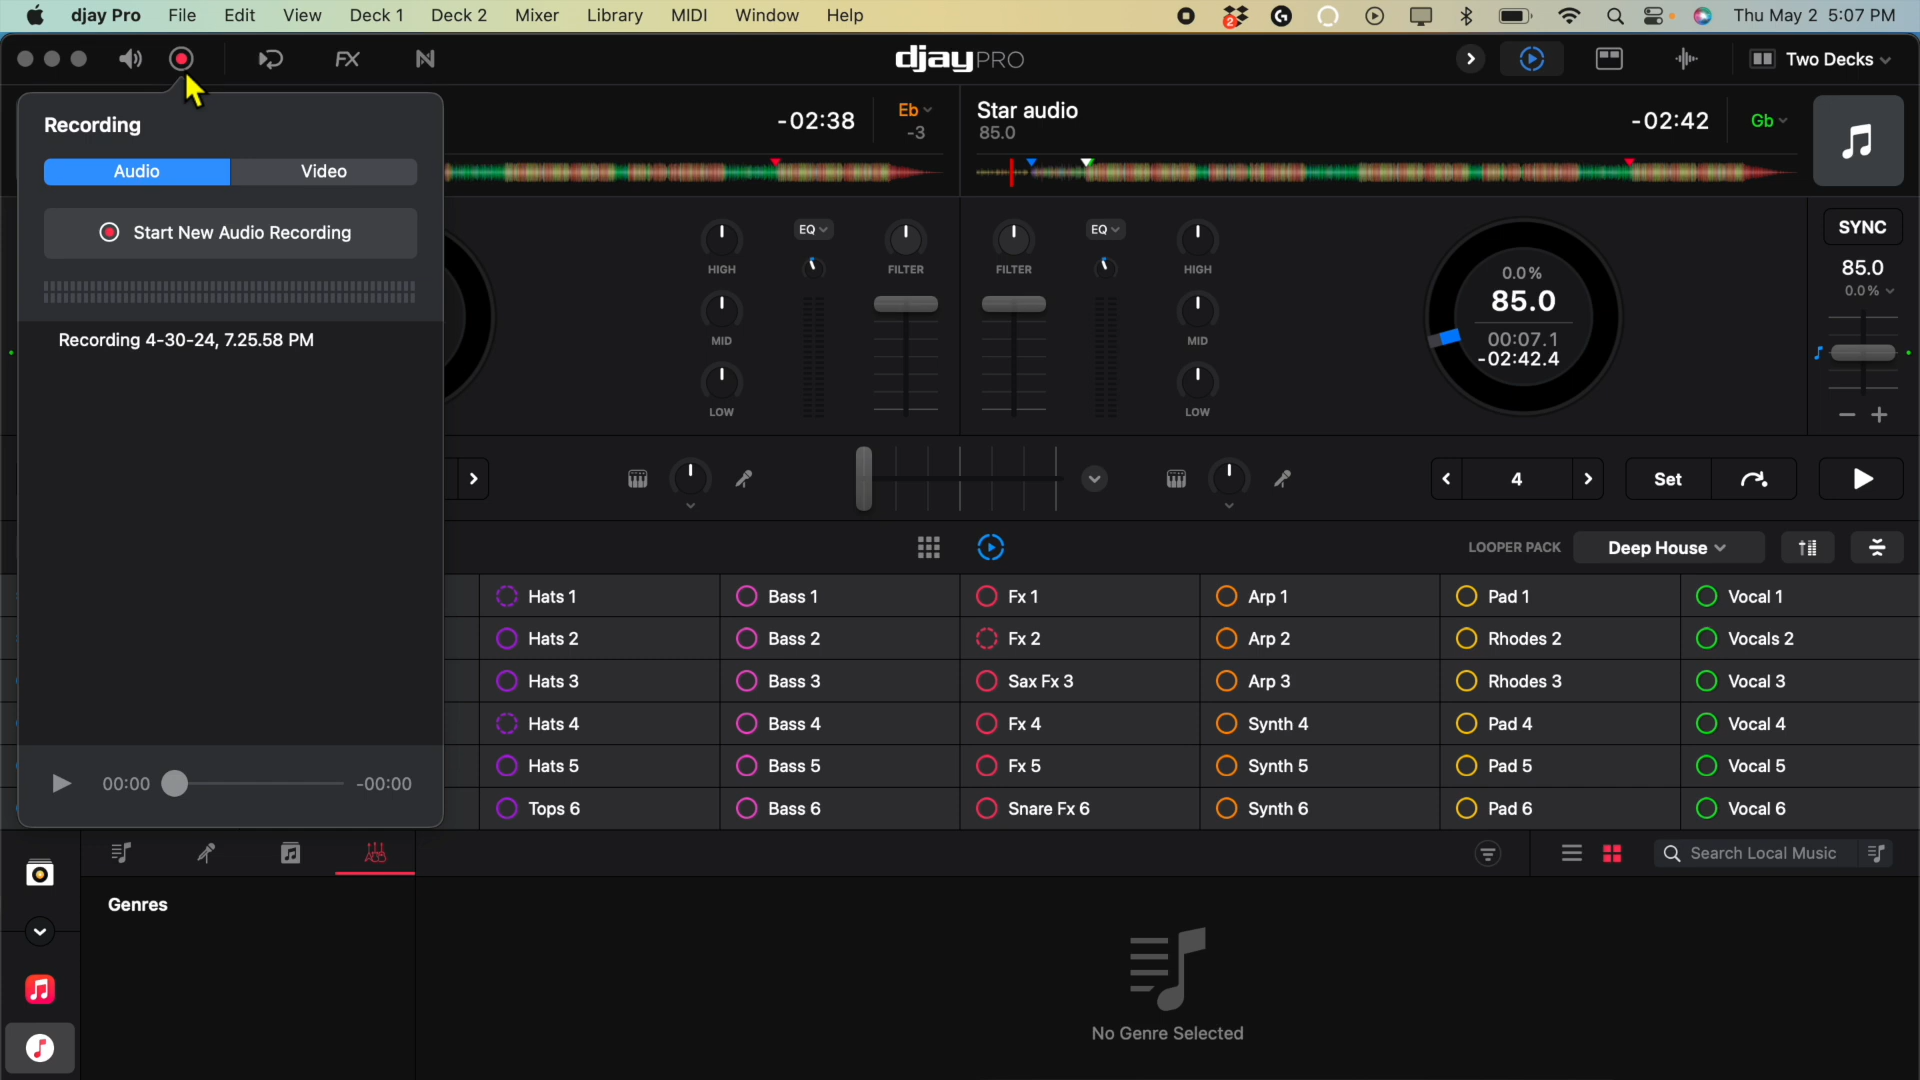 djay Pro File Edit View Deck 1 Deck 2 Mixer Library MIDI Window Help 2 Thu May 2 5:07 PM
FX djay PRO Two Decks
Recording
Audio Video
Start New Audio Recording
Recording 4-30-24, 7.25.58 PM
00:00 -00:00
-02:38 Eb
-3
Star audio -02:42 Gb
85.0
EQ EQ SYNC
HIGH FILTER FILTER HIGH
MID MID
LOW LOW
0.0%
85.0
00:07.1
-02:42.4
85.0
0.0%
4 Set
LOOPER PACK Deep House
Hats 1 Bass 1 Fx 1 Arp 1 Pad 1 Vocal 1
Hats 2 Bass 2 Fx 2 Arp 2 Rhodes 2 Vocals 2
Hats 3 Bass 3 Sax Fx 3 Arp 3 Rhodes 3 Vocal 3
Hats 4 Bass 4 Fx 4 Synth 4 Pad 4 Vocal 4
Hats 5 Bass 5 Fx 5 Synth 5 Pad 5 Vocal 5
Tops 6 Bass 6 Snare Fx 6 Synth 6 Pad 6 Vocal 6
Search Local Music
Genres
No Genre Selected